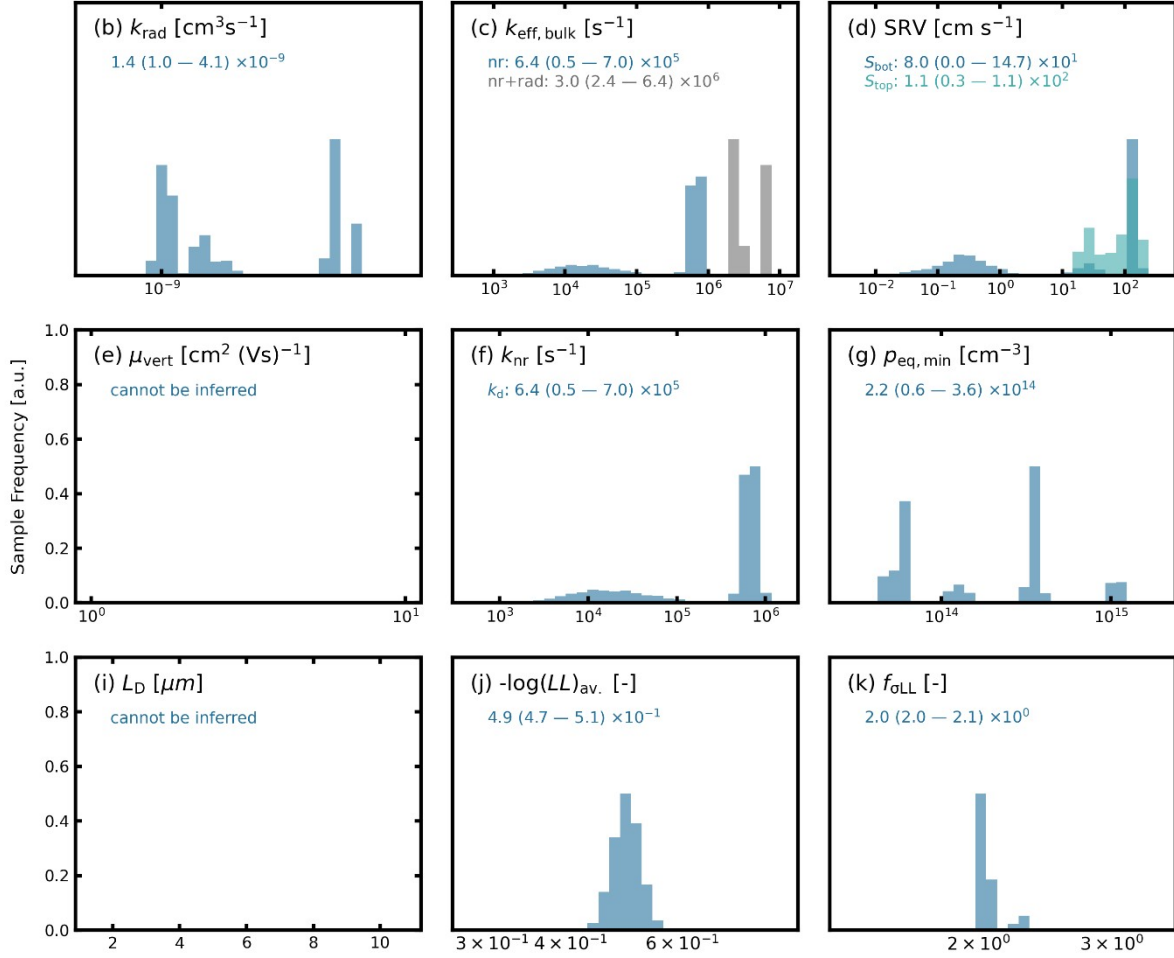 (b) k_rad [cm³s⁻¹]
1.4 (1.0 — 4.1) ×10⁻⁹
10⁻⁹
(c) k_eff, bulk [s⁻¹]
nr: 6.4 (0.5 — 7.0) ×10⁵
nr+rad: 3.0 (2.4 — 6.4) ×10⁶
10³ 10⁴ 10⁵ 10⁶ 10⁷
(d) SRV [cm s⁻¹]
S_bot: 8.0 (0.0 — 14.7) ×10¹
S_top: 1.1 (0.3 — 1.1) ×10²
10⁻² 10⁻¹ 10⁰ 10¹ 10²
Sample Frequency [a.u.]
(e) μ_vert [cm² (Vs)⁻¹]
cannot be inferred
1.0
0.8
0.6
0.4
0.2
0.0
10⁰ 10¹
(f) k_nr [s⁻¹]
k_d: 6.4 (0.5 — 7.0) ×10⁵
10³ 10⁴ 10⁵ 10⁶
(g) p_eq, min [cm⁻³]
2.2 (0.6 — 3.6) ×10¹⁴
10¹⁴ 10¹⁵
(i) L_D [μm]
cannot be inferred
1.0
0.8
0.6
0.4
0.2
0.0
2 4 6 8 10
(j) -log(LL)_av. [-]
4.9 (4.7 — 5.1) ×10⁻¹
3 × 10⁻¹ 4 × 10⁻¹ 6 × 10⁻¹
(k) f_σLL [-]
2.0 (2.0 — 2.1) ×10⁰
2 × 10⁰ 3 × 10⁰